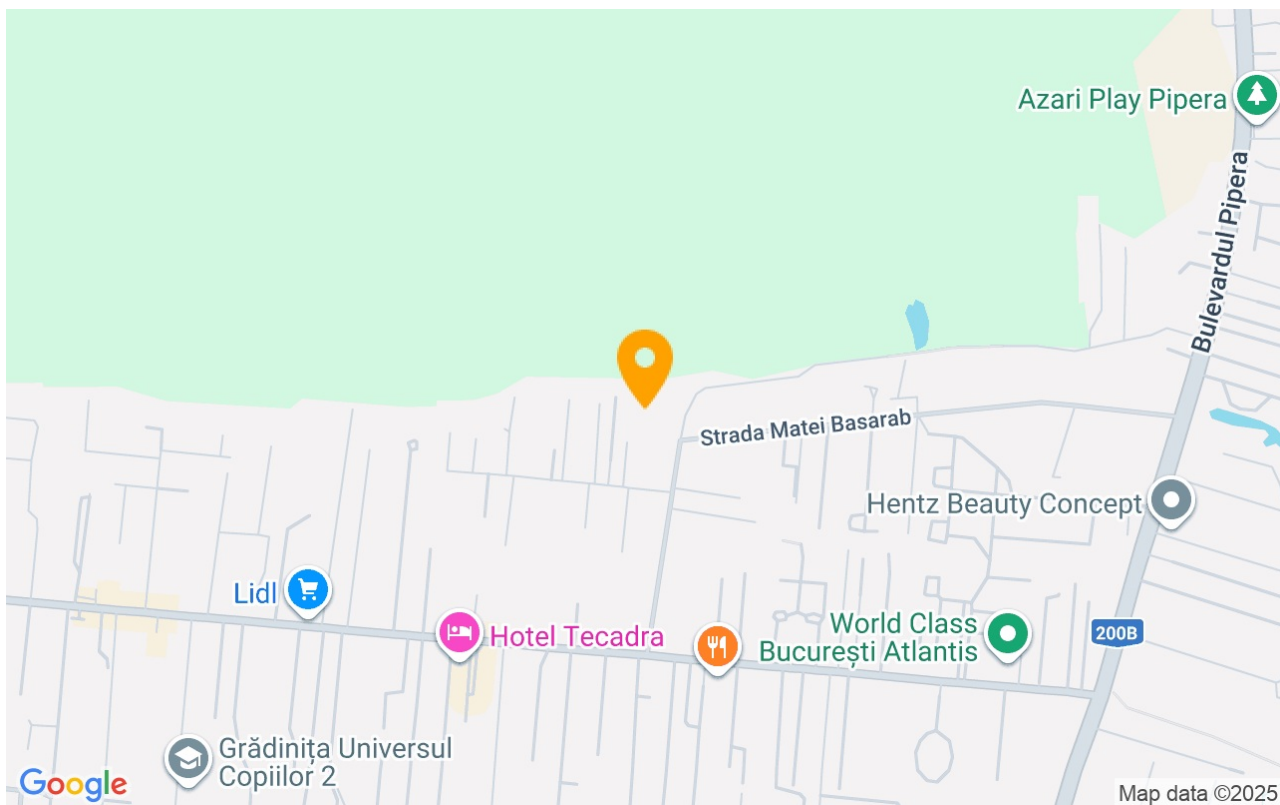 Azari Play Pipera
Bulevardul Pipera
Strada Matei Basarab
Hentz Beauty Concept
Lidl
Hotel Tecadra
World Class
București Atlantis
200B
Grădinița Universul
Copiilor 2
Google
Map data ©2025